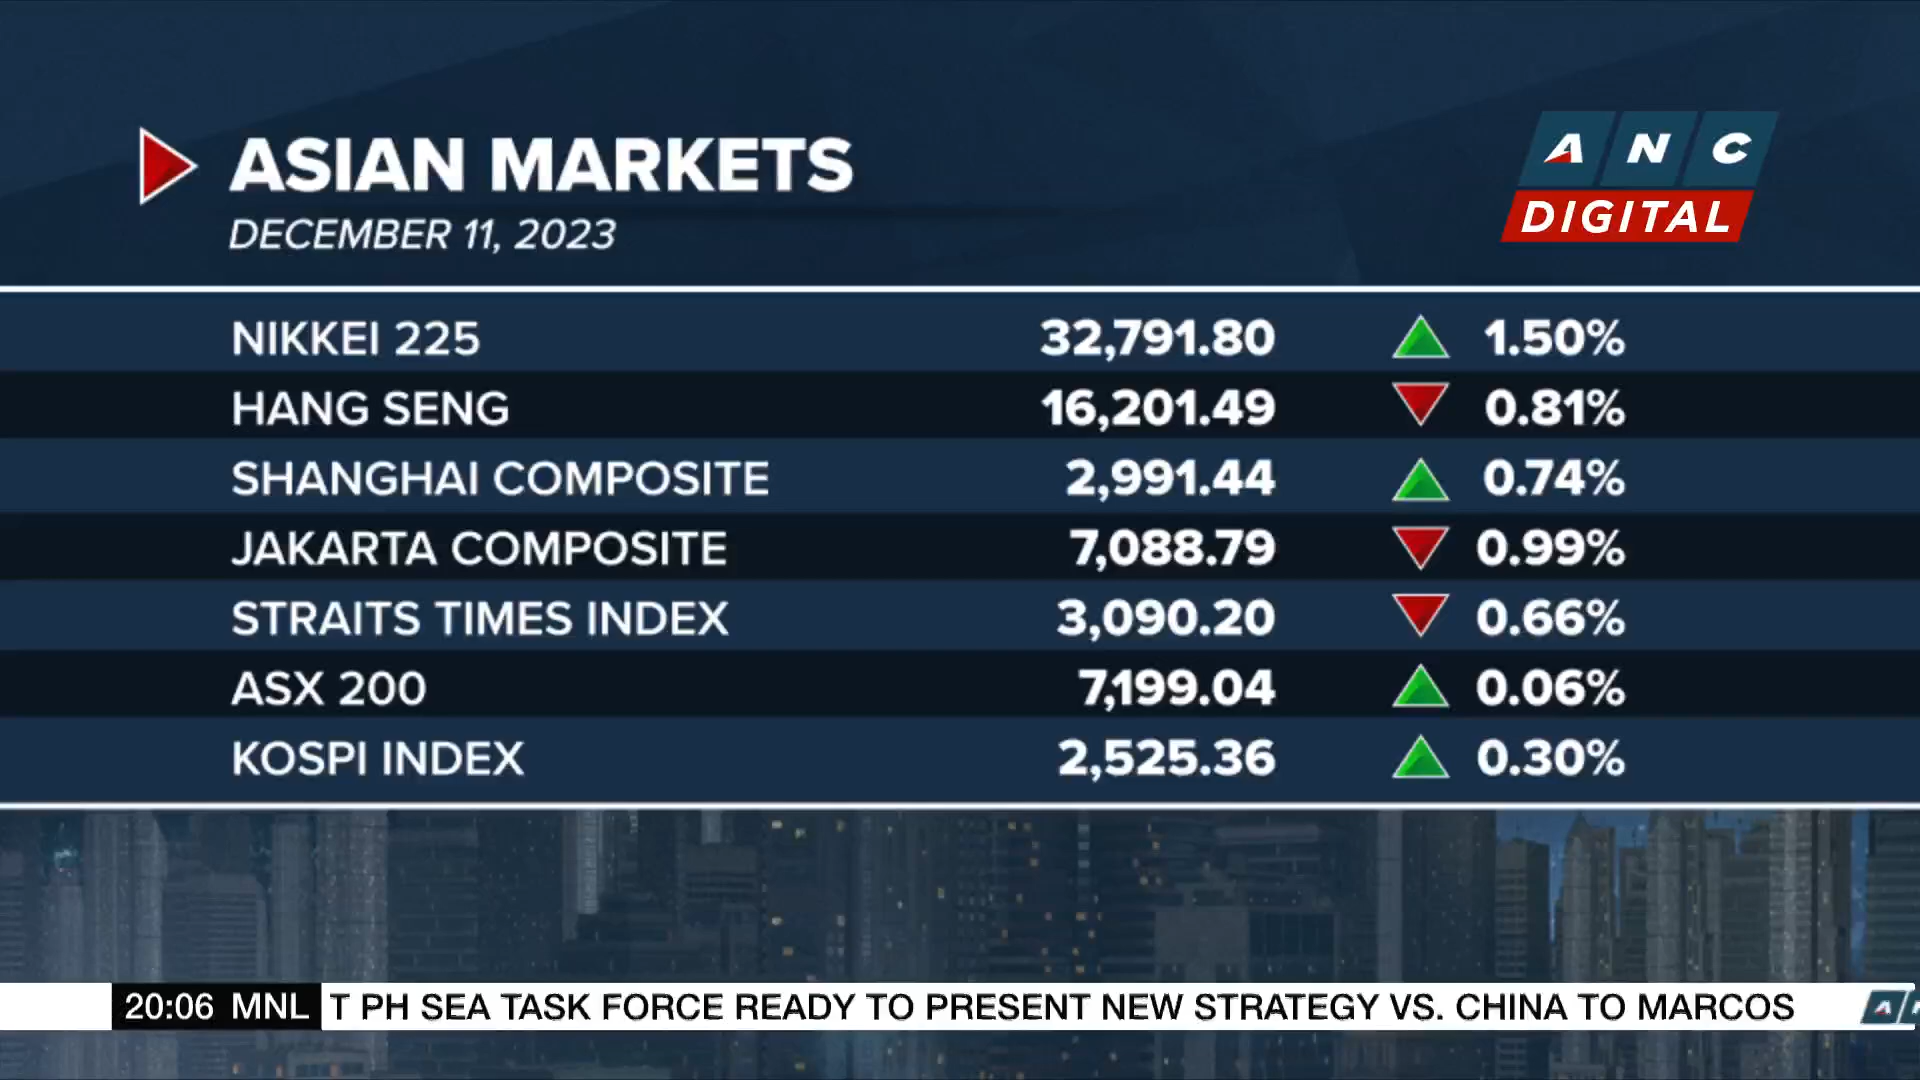 ASIAN MARKETS
DECEMBER 11, 2023
ANC
DIGITAL
NIKKEI 225 32,791.80 1.50%
HANG SENG 16,201.49 0.81%
SHANGHAI COMPOSITE 2,991.44 0.74%
JAKARTA COMPOSITE 7,088.79 0.99%
STRAITS TIMES INDEX 3,090.20 0.66%
ASX 200 7,199.04 0.06%
KOSPI INDEX 2,525.36 0.30%
20:06 MNL T PH SEA TASK FORCE READY TO PRESENT NEW STRATEGY VS. CHINA TO MARCOS A